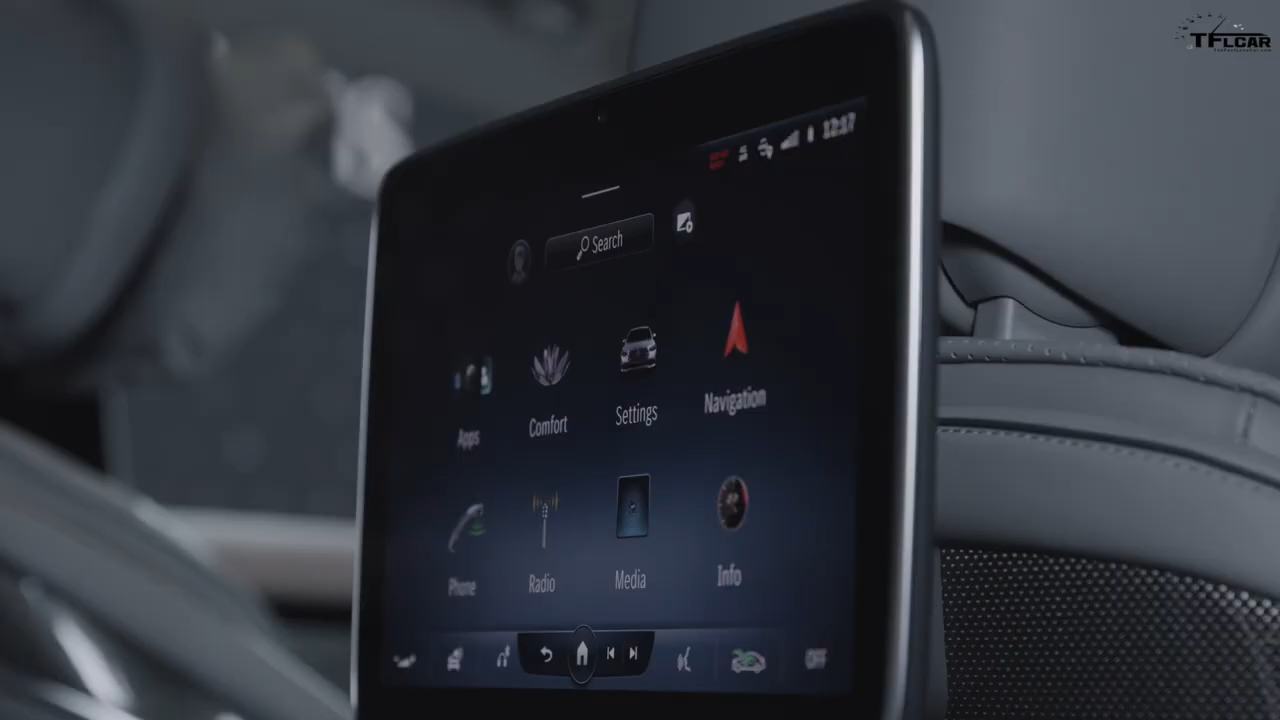 TFLCAR
12:17
Search
Apps
Comfort
Settings
Navigation
Phone
Radio
Media
Info
OFF